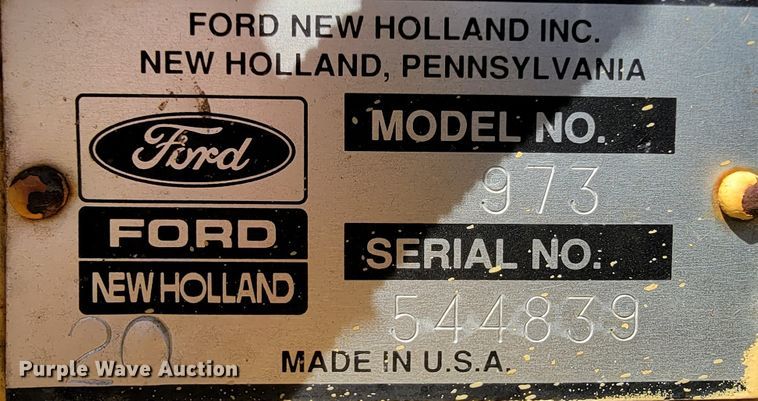 FORD NEW HOLLAND INC.
NEW HOLLAND, PENNSYLVANIA
Ford
FORD
NEW HOLLAND
MODEL NO.
973
SERIAL NO.
544839
20
MADE IN U.S.A.
Purple Wave Auction